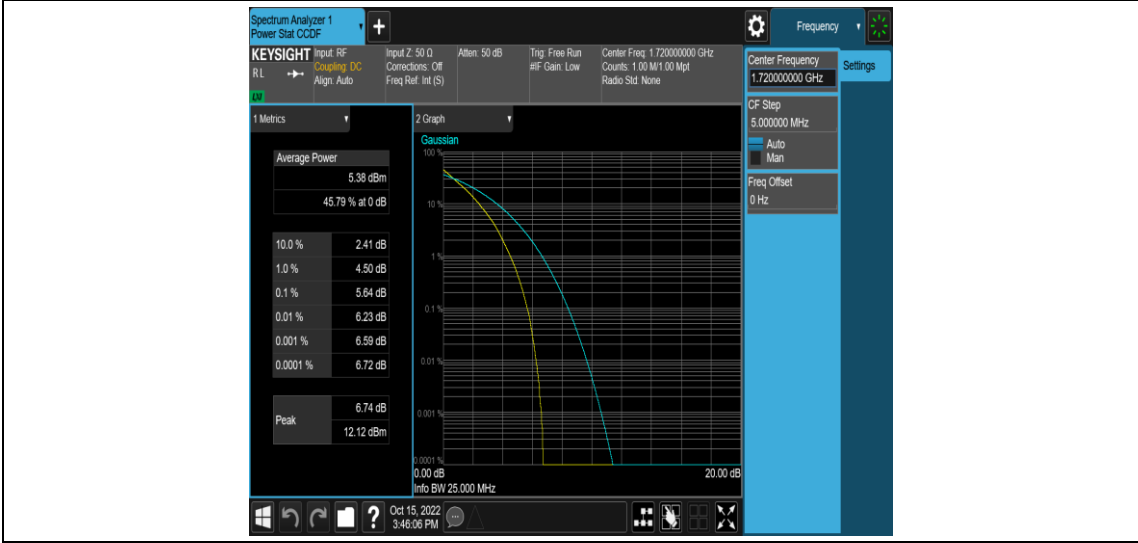 Spectrum Analyzer 1
Power Stat CCDF
+
Frequency
KEYSIGHT
RL
Input: RF
Coupling: DC
Align: Auto
Input Z: 50 Ω
Corrections: Off
Freq Ref: Int (S)
Atten: 50 dB
Trig: Free Run
#IF Gain: Low
Center Freq: 1.720000000 GHz
Counts: 1.00 M/1.00 Mpt
Radio Std: None
Center Frequency
1.720000000 GHz
Settings
CF Step
5.000000 MHz
Auto
Man
Freq Offset
0 Hz
1 Metrics
Average Power
5.38 dBm
45.79 % at 0 dB
10.0 % 2.41 dB
1.0 % 4.50 dB
0.1 % 5.64 dB
0.01 % 6.23 dB
0.001 % 6.59 dB
0.0001 % 6.72 dB
Peak
6.74 dB
12.12 dBm
2 Graph
Gaussian
100 %
10 %
1 %
0.1 %
0.01 %
0.001 %
0.0001 %
0.00 dB 20.00 dB
Info BW 25.000 MHz
?
Oct 15, 2022
3:46:06 PM